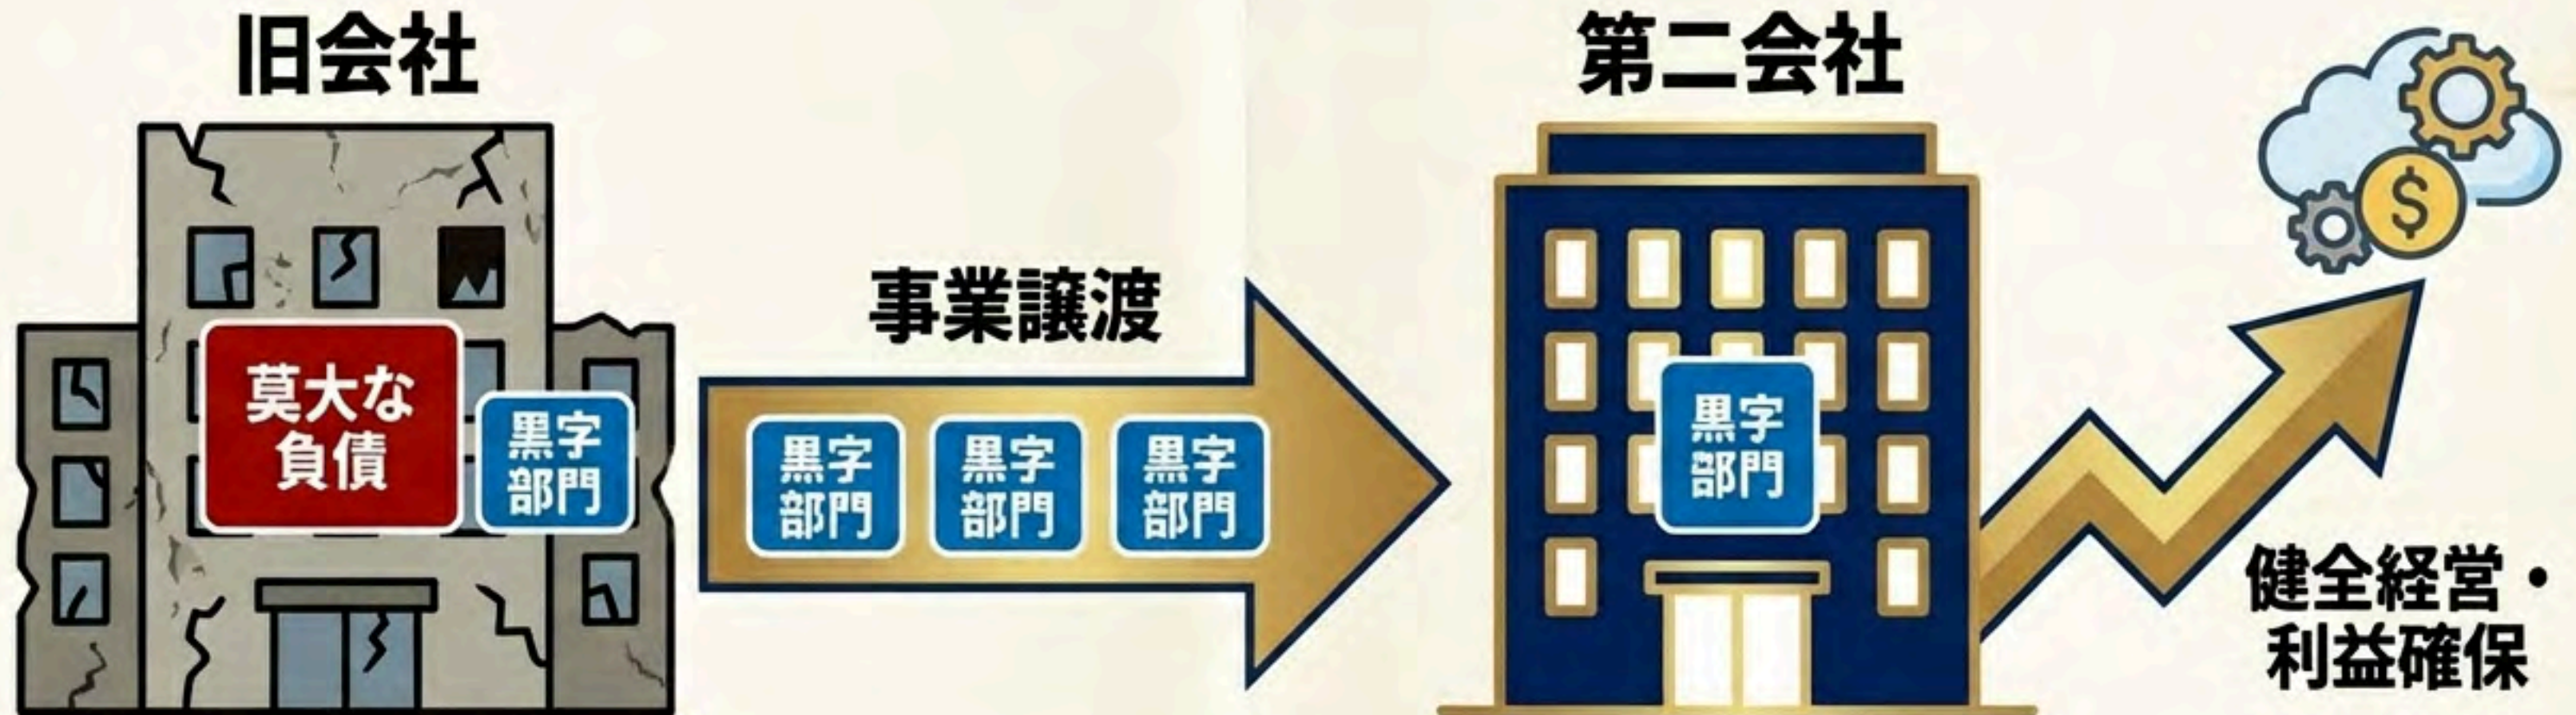 旧会社
莫大な
負債
黒字
部門
事業譲渡
黒字
部門
黒字
部門
黒字
部門
第二会社
黒字
部門
$
健全経営・
利益確保